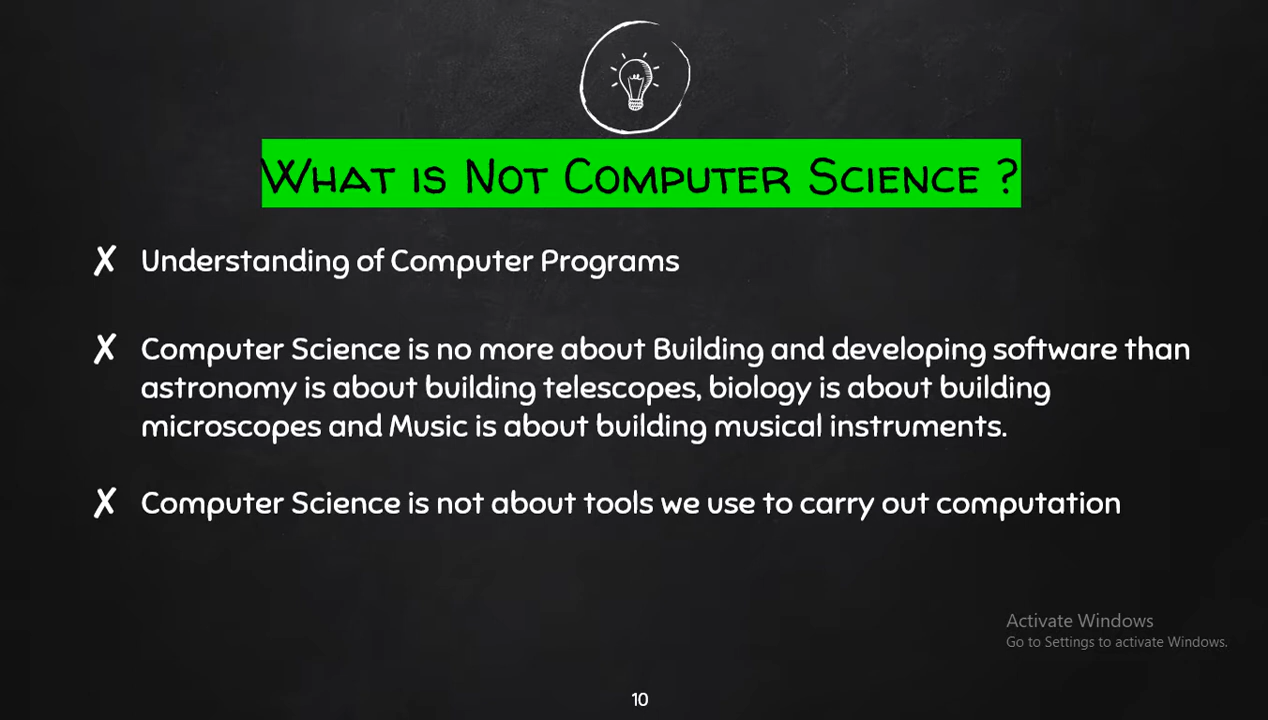 What is Not Computer Science ?
✗ Understanding of Computer Programs
✗ Computer Science is no more about Building and developing software than
astronomy is about building telescopes, biology is about building
microscopes and Music is about building musical instruments.
✗ Computer Science is not about tools we use to carry out computation
Activate Windows
Go to Settings to activate Windows.
10